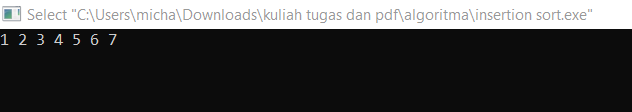 Select "C:\Users\micha\Downloads\kuliah tugas dan pdf\algoritma\insertion sort.exe"
1 2 3 4 5 6 7